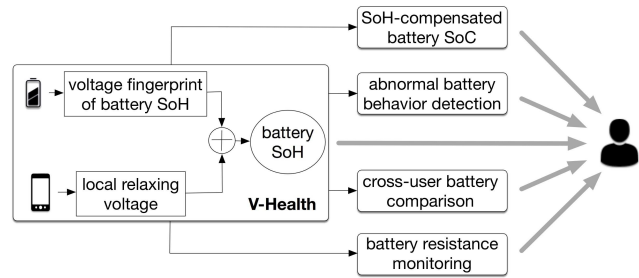 SoH-compensated
battery SoC
voltage fingerprint
of battery SoH
abnormal battery
behavior detection
battery
SoH
local relaxing
voltage
V-Health
cross-user battery
comparison
battery resistance
monitoring